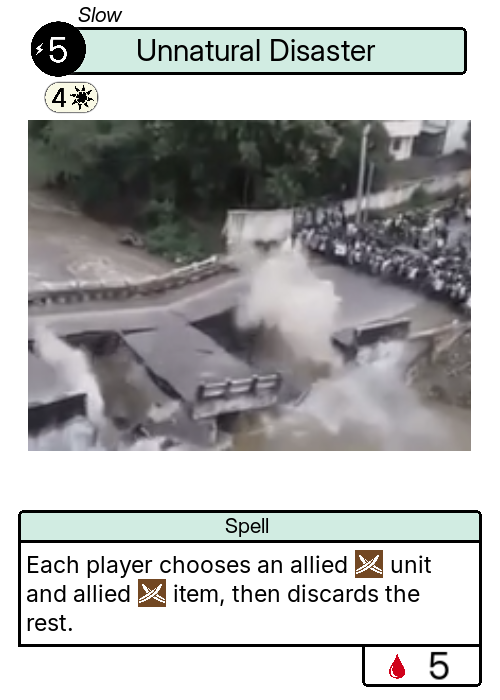 Slow
5
Unnatural Disaster
4
Spell
Each player chooses an allied unit
and allied item, then discards the
rest.
5